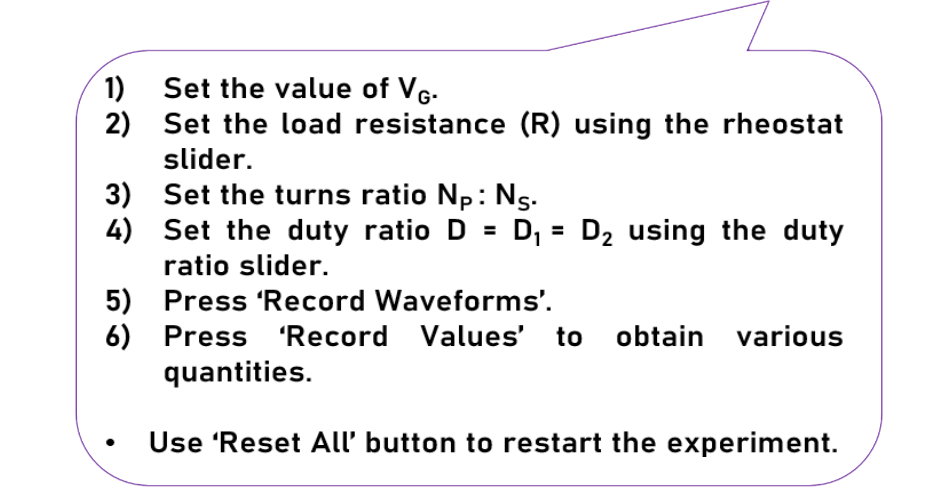 1) Set the value of V_G.
2) Set the load resistance (R) using the rheostat
slider.
3) Set the turns ratio N_P : N_S.
4) Set the duty ratio D = D₁ = D₂ using the duty
ratio slider.
5) Press ‘Record Waveforms’.
6) Press ‘Record Values’ to obtain various
quantities.
• Use ‘Reset All’ button to restart the experiment.